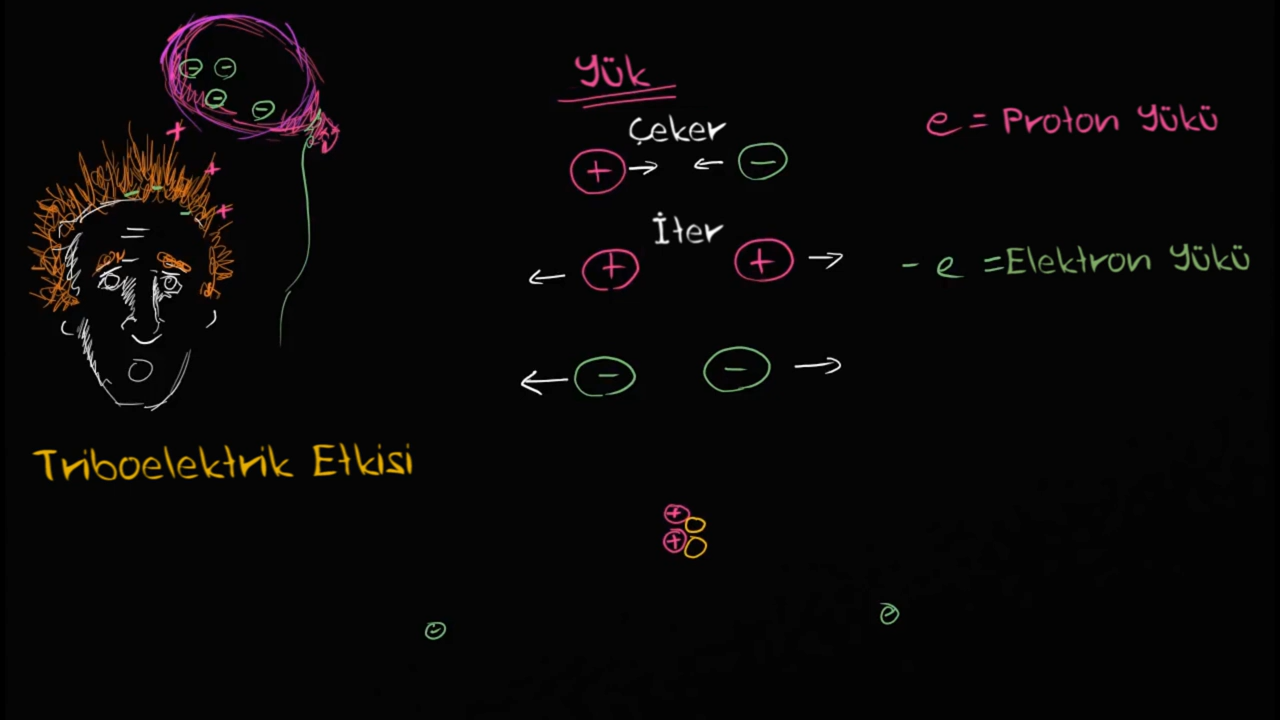 Yük
Çeker
+ → ← -
e = Proton Yükü
İter
← + + →
- e = Elektron Yükü
← - - →
Triboelektrik Etkisi